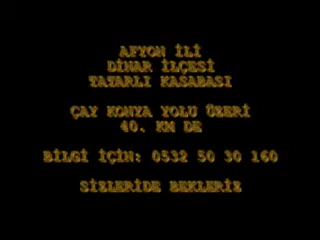 AFYON İLİ
DİNAR İLÇESİ
TATARLI KASABASI
ÇAY KONYA YOLU ÜZERİ
40. KM DE
BİLGİ İÇİN: 0532 50 30 160
SİZLERİDE BEKLERİZ